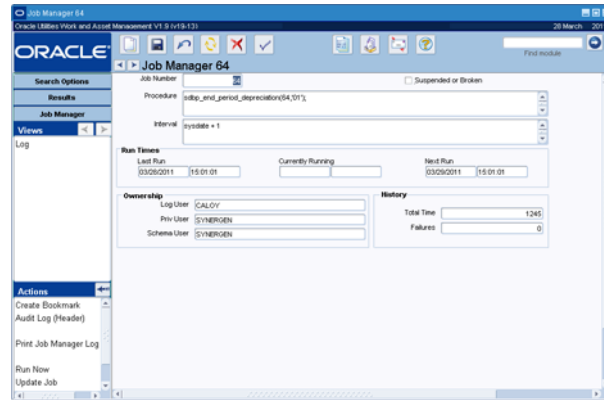 Job Manager 64
Oracle Utilities Work and Asset Management V1.9 (v19-13)
28 March 201
ORACLE
Find module
Job Manager 64
Search Options
Results
Job Manager
Views
Log
Job Number 64
Suspended or Broken
Procedure sdbp_end_period_depreciation(64,'01');
Interval sysdate + 1
Run Times
Last Run Currently Running Next Run
03/28/2011 15:01:01 03/29/2011 15:01:01
Ownership History
Log User CALOY
Total Time 1245
Priv User SYNERGEN
Failures 0
Schema User SYNERGEN
Actions
Create Bookmark
Audit Log (Header)
Print Job Manager Log
Run Now
Update Job